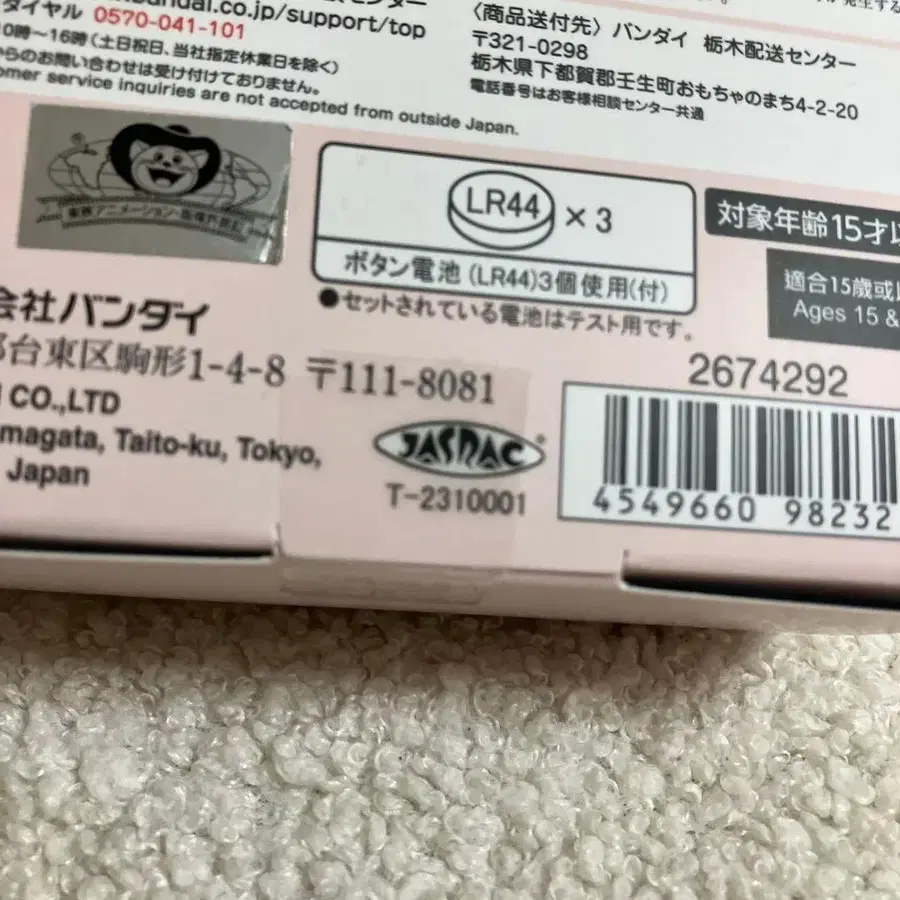 ダイヤル 0570-041-101
bandai.co.jp/support/top
10時～16時(土日祝日、当社指定休業日を除く)
からのお問い合わせは受け付けておりません。
omer service inquiries are not accepted from outside Japan.
〈商品送付先〉バンダイ 栃木配送センター
〒321-0298
栃木県下都賀郡壬生町おもちゃのまち4-2-20
電話番号はお客様相談センター共通
LR44 × 3
ボタン電池(LR44)3個使用(付)
●セットされている電池はテスト用です。
対象年齢15才以
適合15歳或以
Ages 15 &
会社バンダイ
台東区駒形1-4-8 〒111-8081
CO.,LTD
magata, Taito-ku, Tokyo,
Japan
JASRAC
T-2310001
2674292
4549660 98232